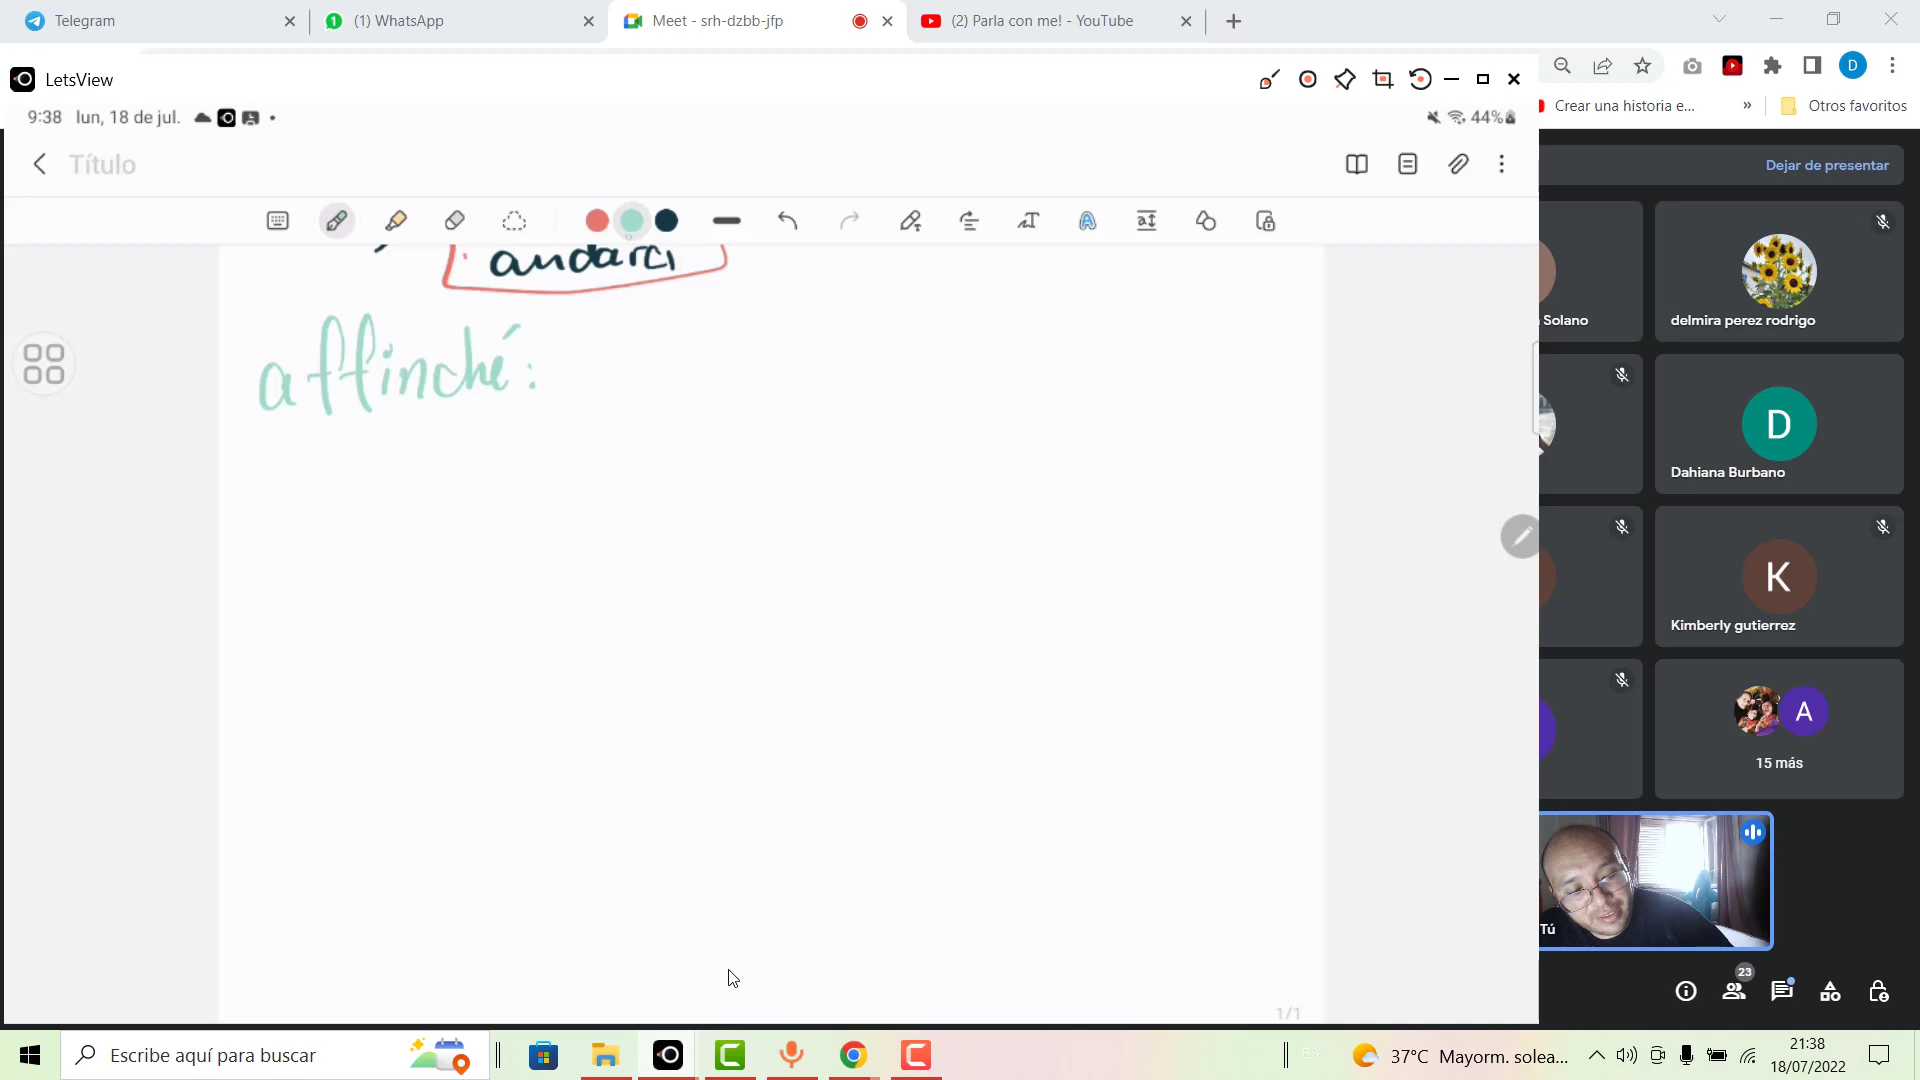 Telegram
(1) WhatsApp
Meet - srh-dzbb-jfp
(2) Parla con me! - YouTube
LetsView
D
Crear una historia e...
»
Otros favoritos
9:38 lun, 18 de jul.
44%
Título
Dejar de presentar
andarci
affinché:
Solano
delmira perez rodrigo
D
Dahiana Burbano
K
Kimberly gutierrez
A
15 más
Tú
23
1/1
Escribe aquí para buscar
37°C Mayorm. solea...
21:38
18/07/2022